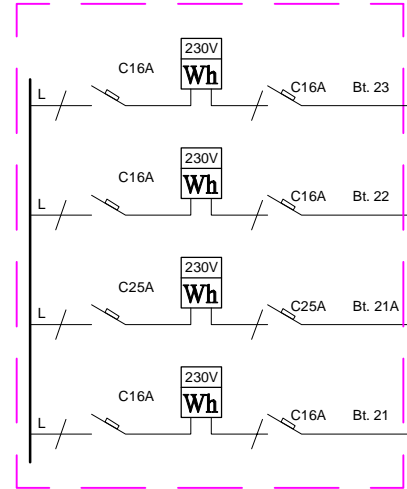 230V
C16A Wh C16A Bt. 23
L
230V
C16A Wh C16A Bt. 22
L
230V
C25A Wh C25A Bt. 21A
L
230V
C16A Wh C16A Bt. 21
L